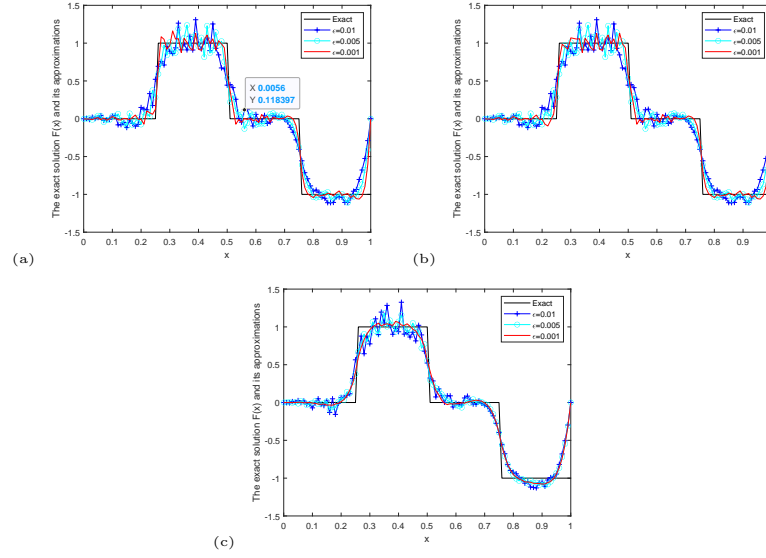 1.5
1
0.5
0
-0.5
-1
-1.5
0 0.1 0.2 0.3 0.4 0.5 0.6 0.7 0.8 0.9 1
x
The exact solution F(x) and its approximations
Exact
ϵ=0.01
ϵ=0.005
ϵ=0.001
X 0.0056
Y 0.118397
(a)
1.5
1
0.5
0
-0.5
-1
-1.5
0 0.1 0.2 0.3 0.4 0.5 0.6 0.7 0.8 0.9
x
The exact solution F(x) and its approximations
Exact
ϵ=0.01
ϵ=0.005
ϵ=0.001
(b)
1.5
1
0.5
0
-0.5
-1
-1.5
0 0.1 0.2 0.3 0.4 0.5 0.6 0.7 0.8 0.9 1
x
The exact solution F(x) and its approximations
Exact
ϵ=0.01
ϵ=0.005
ϵ=0.001
(c)